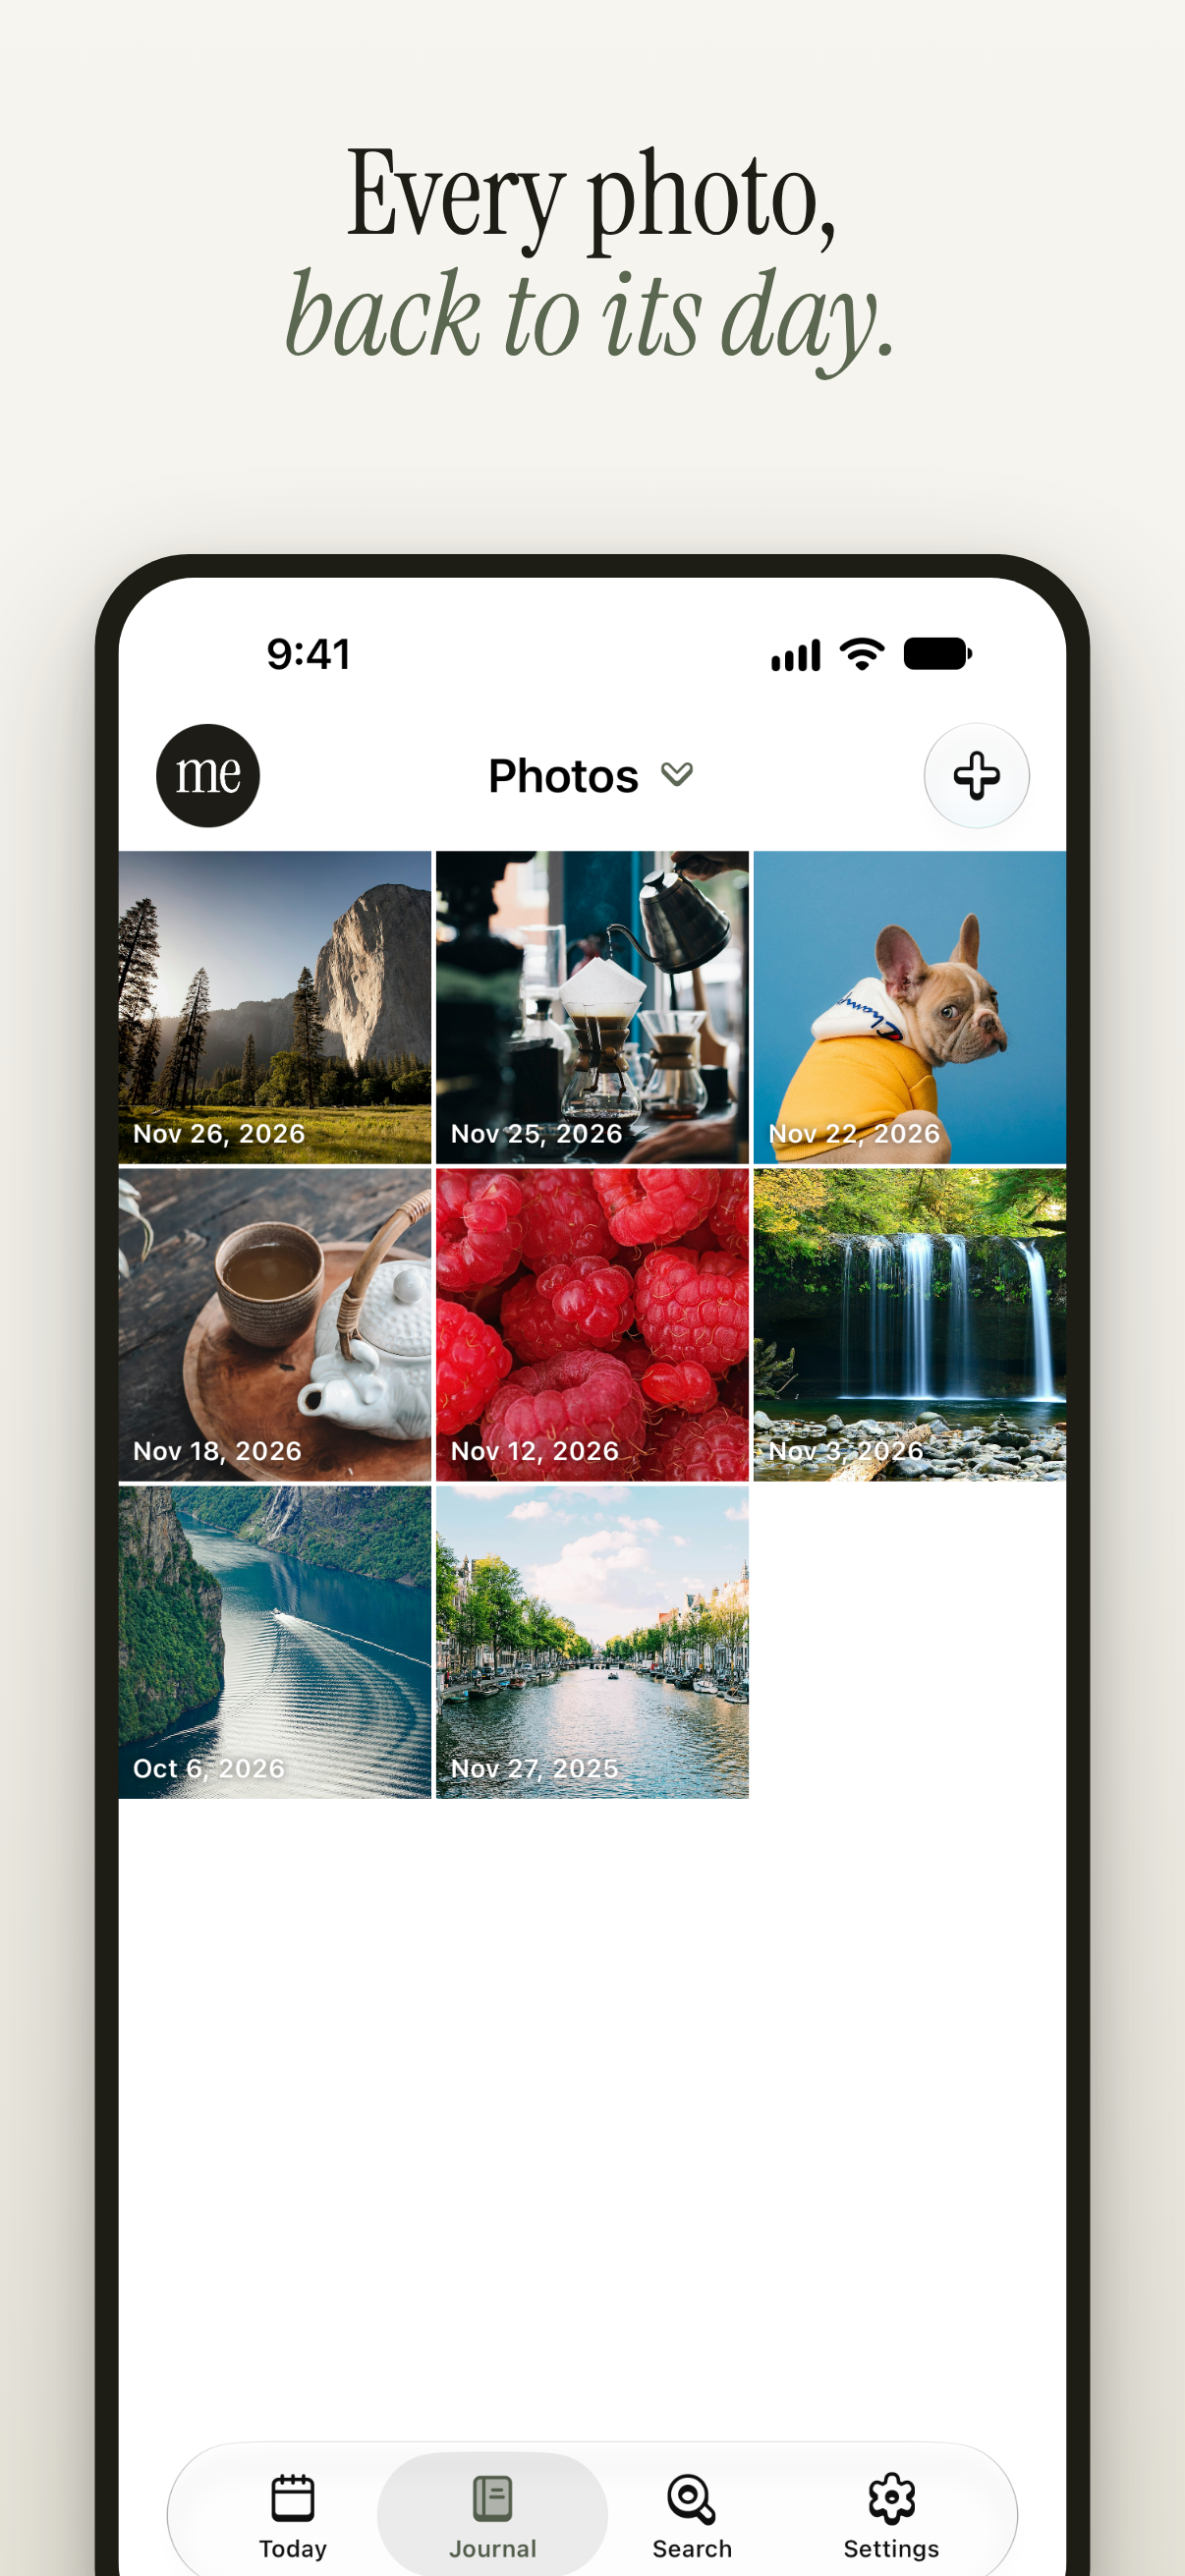 Every photo,
back to its day.
9:41
me
Photos
Nov 26, 2026
Nov 25, 2026
Champ
Nov 22, 2026
Nov 18, 2026
Nov 12, 2026
Nov 3, 2026
Oct 6, 2026
Nov 27, 2025
Today
Journal
Search
Settings